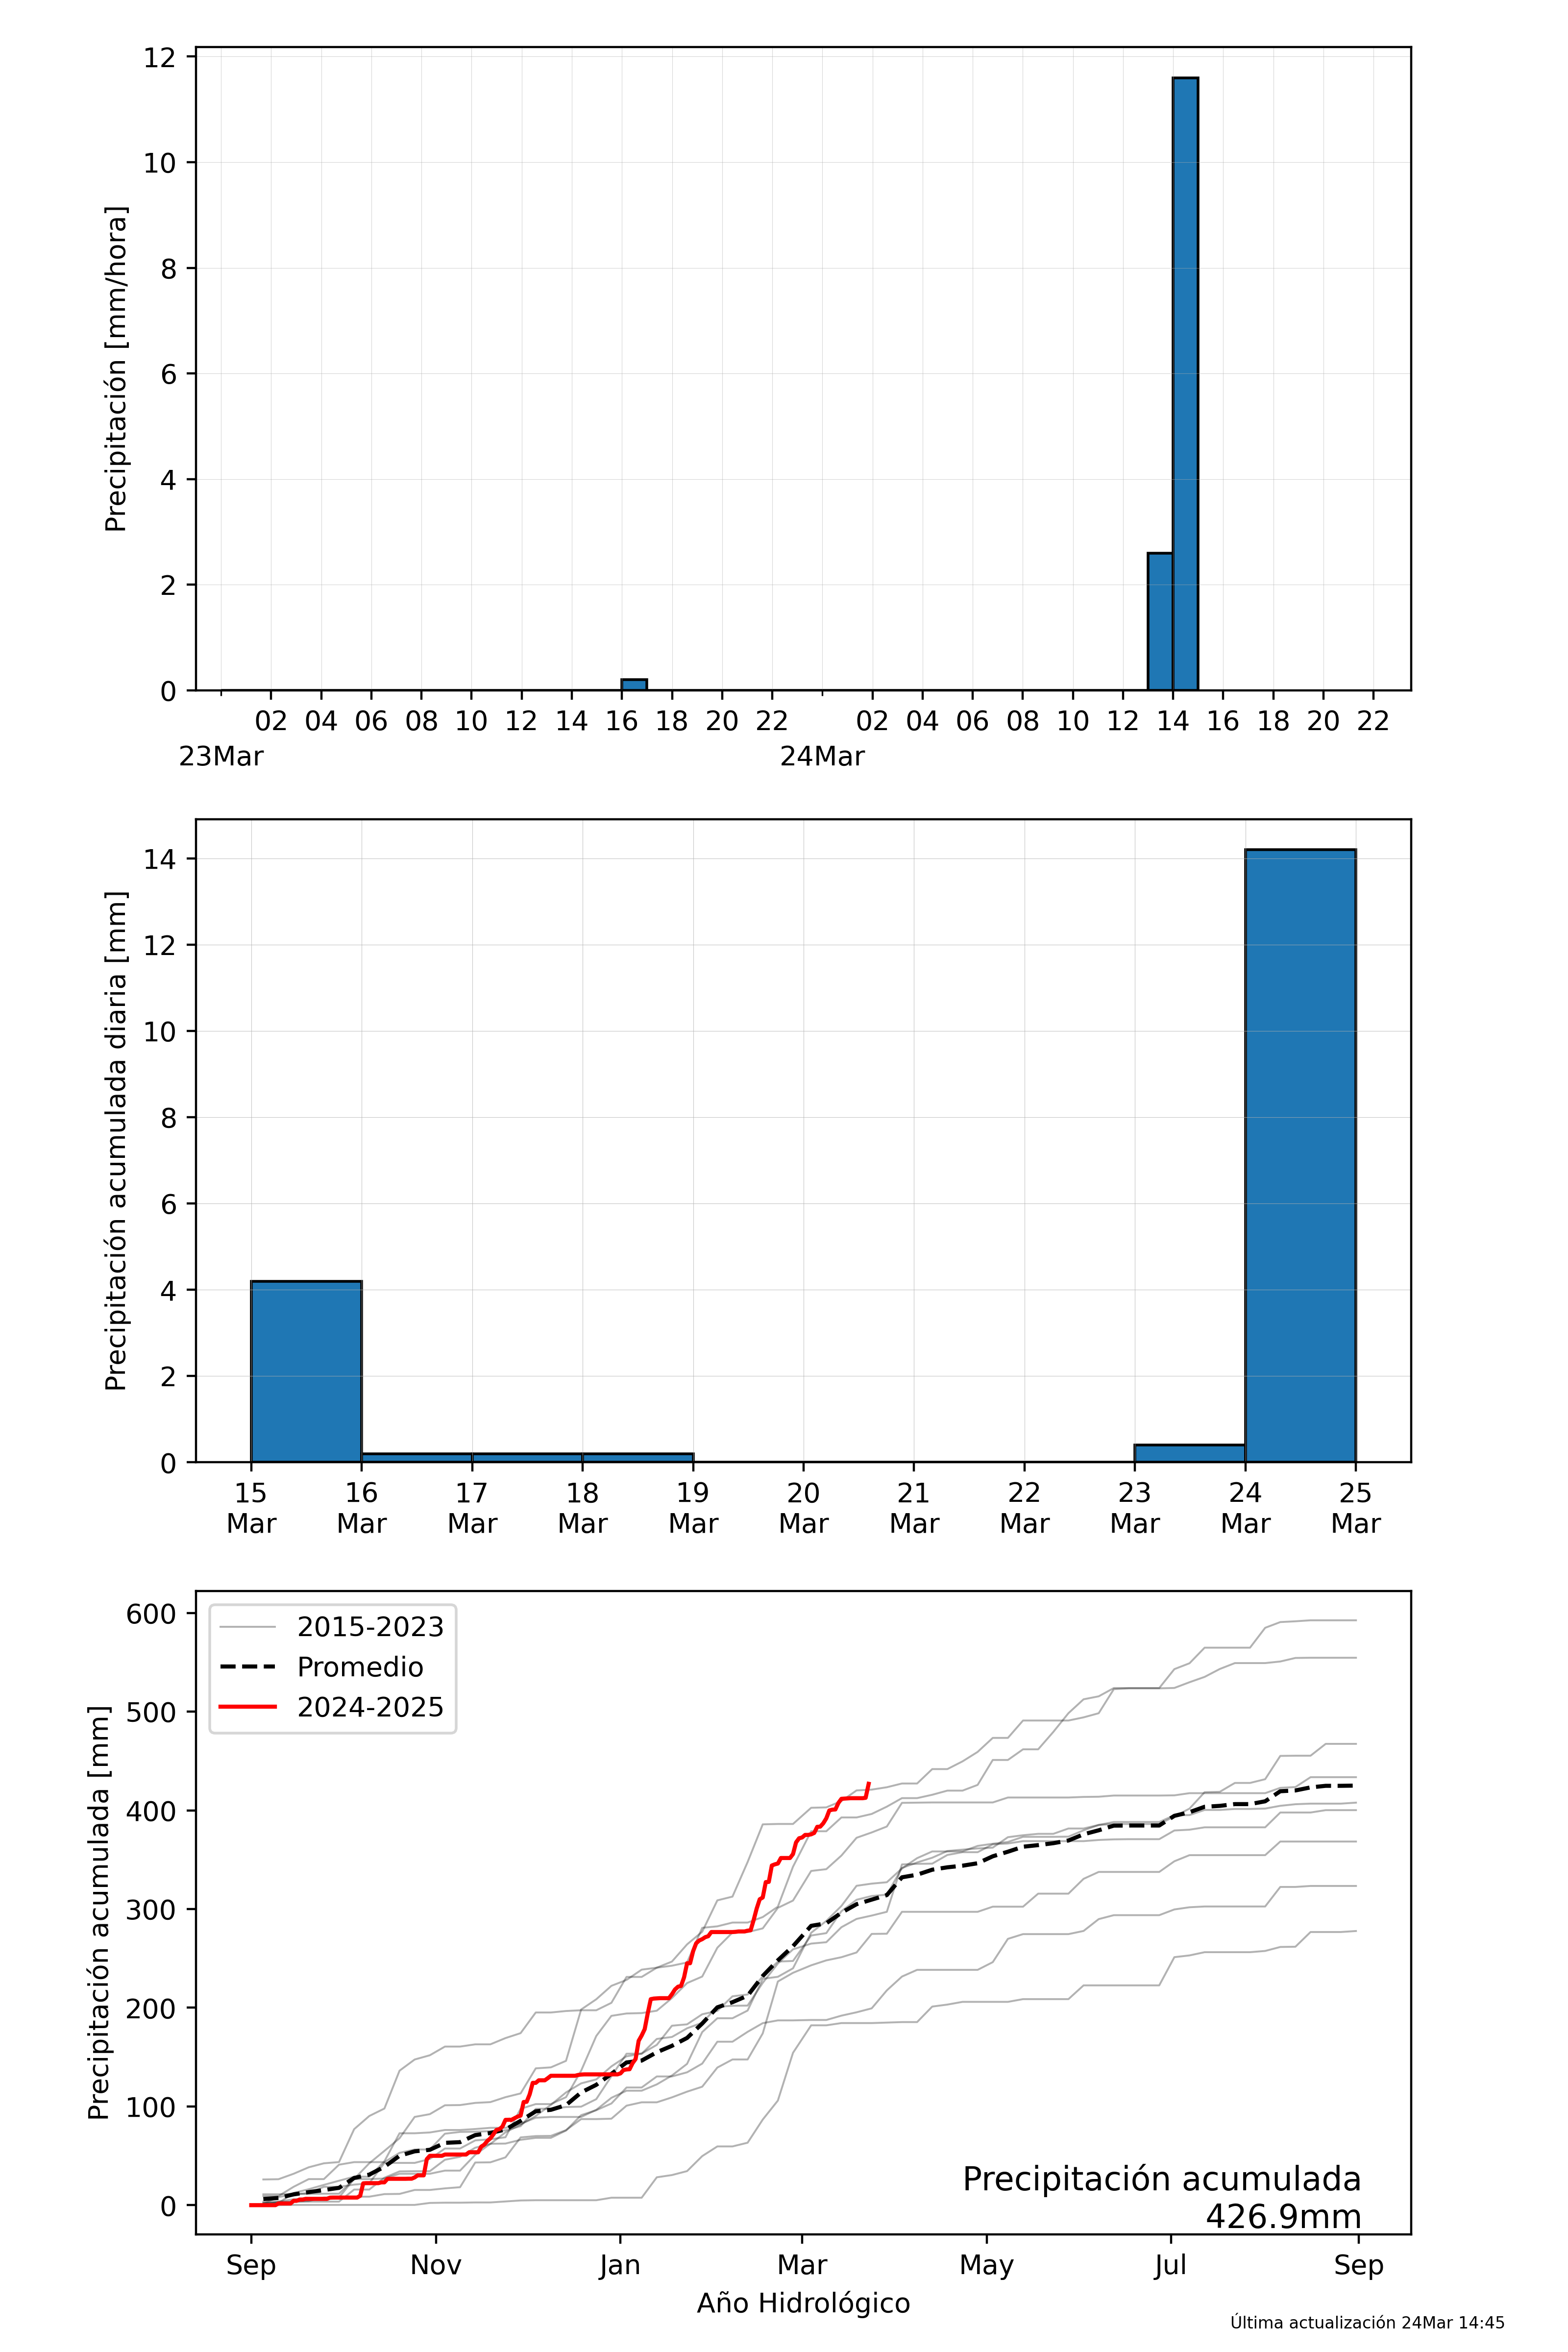 12
10
8
6
4
2
0
Precipitación [mm/hora]
02 04 06 08 10 12 14 16 18 20 22 02 04 06 08 10 12 14 16 18 20 22
23Mar 24Mar
14
12
10
8
6
4
2
0
Precipitación acumulada diaria [mm]
15 16 17 18 19 20 21 22 23 24 25
Mar Mar Mar Mar Mar Mar Mar Mar Mar Mar Mar
600
500
400
300
200
100
0
Precipitación acumulada [mm]
2015-2023
Promedio
2024-2025
Precipitación acumulada
426.9mm
Sep Nov Jan Mar May Jul Sep
Año Hidrológico
Última actualización 24Mar 14:45